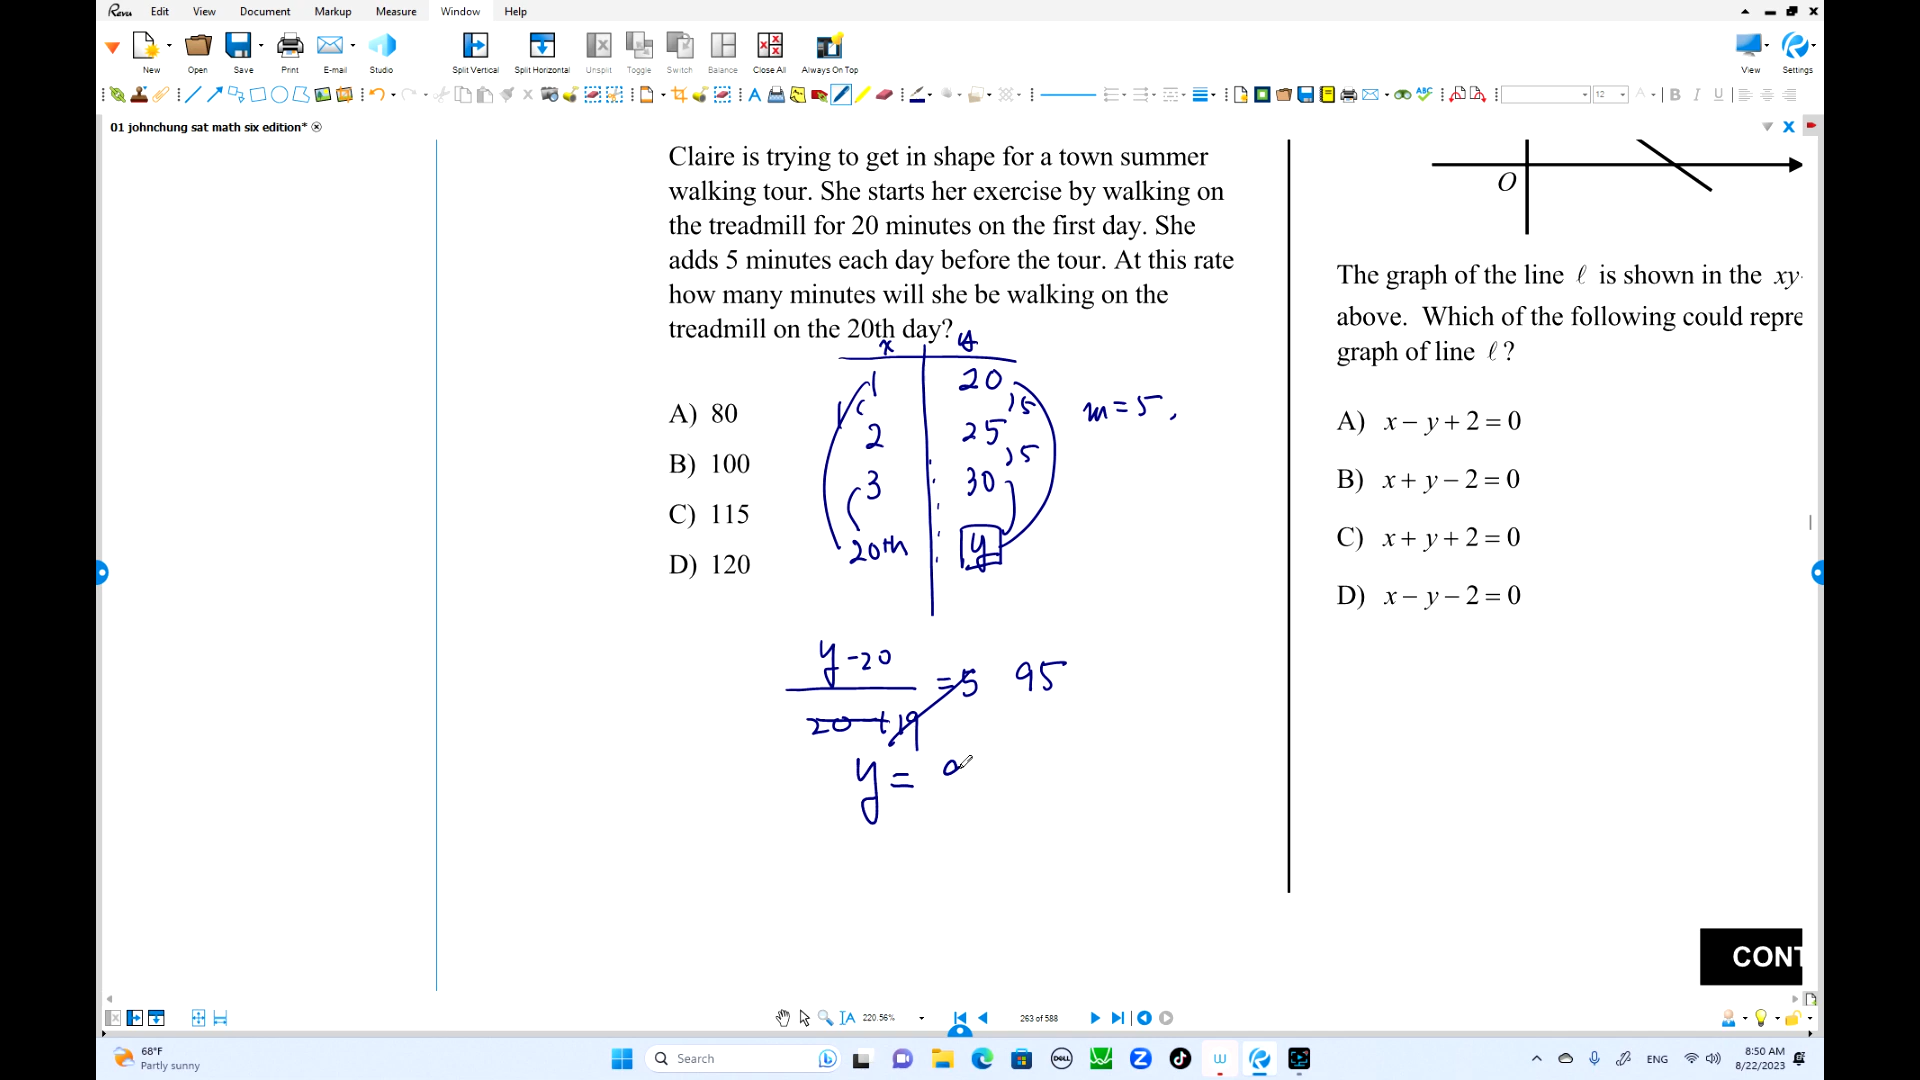 Revu Edit View Document Markup Measure Window Help
New Open Save Print E-mail Studio Split Vertical Split Horizontal Unsplit Toggle Switch Balance Close All Always On Top View Settings
12
01 johnchung sat math six edition*
Claire is trying to get in shape for a town summer
walking tour. She starts her exercise by walking on
the treadmill for 20 minutes on the first day. She
adds 5 minutes each day before the tour. At this rate
how many minutes will she be walking on the
treadmill on the 20th day?
A) 80
B) 100
C) 115
D) 120
x y
1 20
5
2 25
5
3 30
20th y
m = 5,
y - 20
= 5 95
20 - 1 19
y =
O
The graph of the line ℓ is shown in the xy-
above. Which of the following could repre
graph of line ℓ ?
A) x − y + 2 = 0
B) x + y − 2 = 0
C) x + y + 2 = 0
D) x − y − 2 = 0
CONT
220.56% 263 of 588
68°F
Partly sunny
Search
DELL
ENG
8:50 AM
8/22/2023